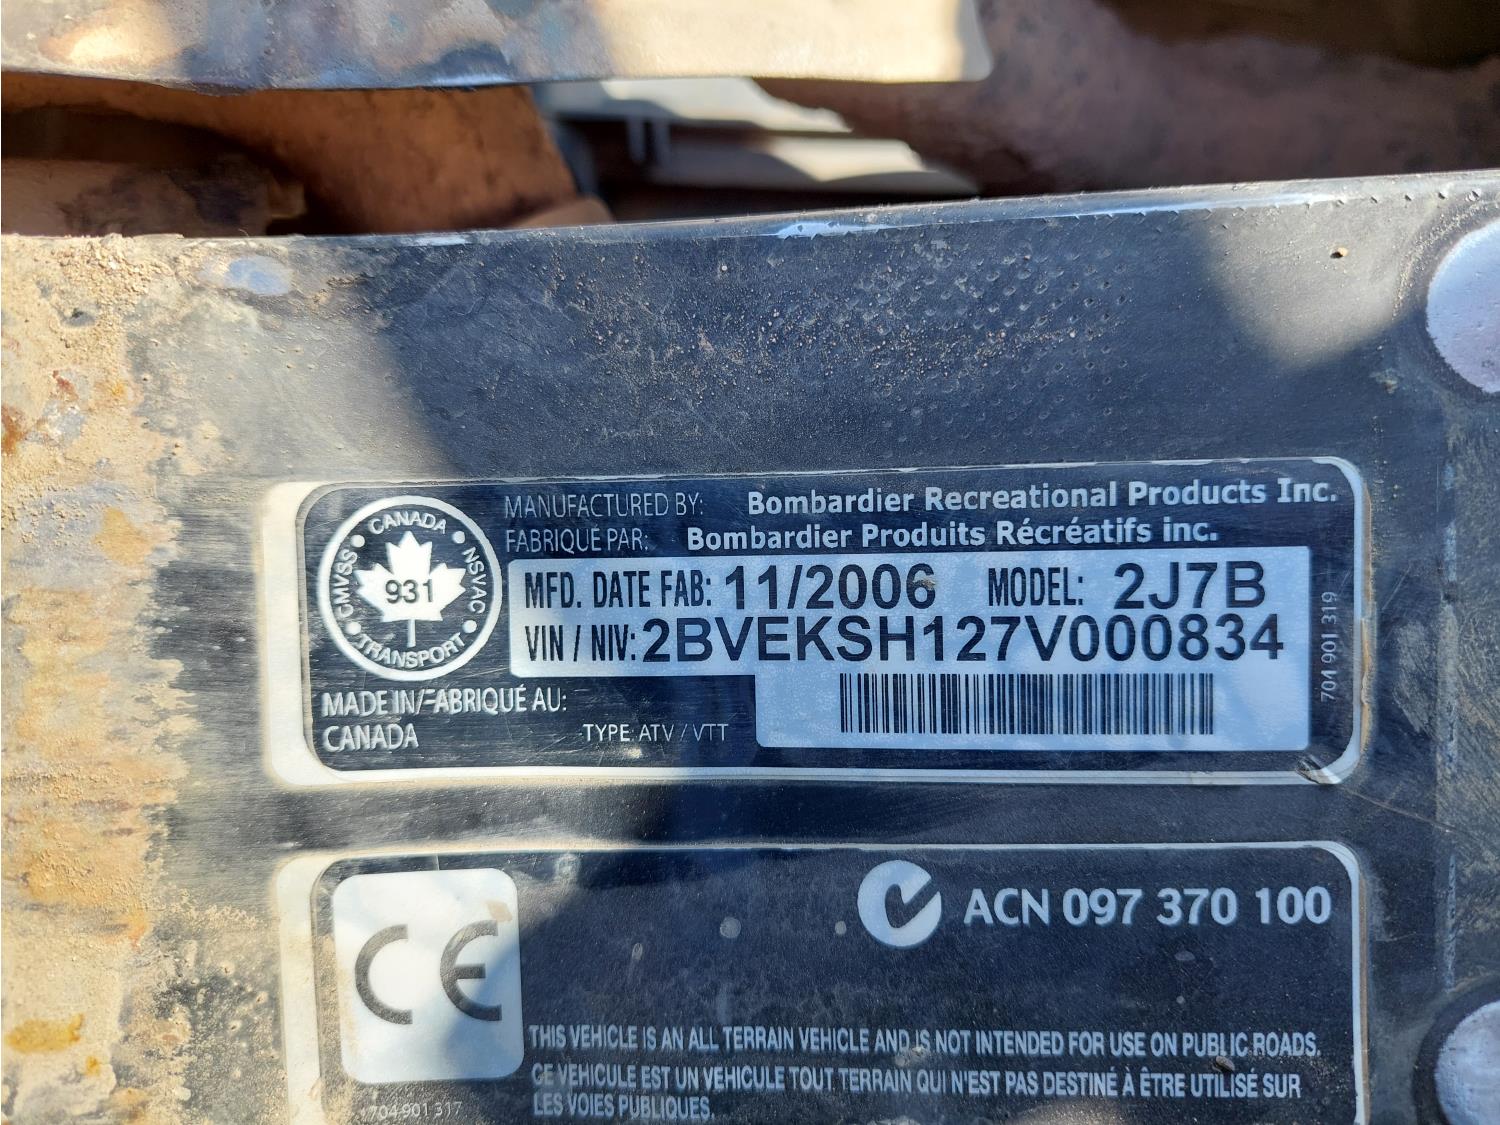 CANADA
CMVSS
NSVAC
931
TRANSPORT
MANUFACTURED BY: Bombardier Recreational Products Inc.
FABRIQUÉ PAR: Bombardier Produits Récréatifs inc.
MFD. DATE FAB: 11/2006 MODEL: 2J7B
VIN / NIV: 2BVEKSH127V000834
MADE IN/FABRIQUÉ AU:
CANADA
TYPE: ATV / VTT
704 901 319
CE
ACN 097 370 100
THIS VEHICLE IS AN ALL TERRAIN VEHICLE AND IS NOT INTENDED FOR USE ON PUBLIC ROADS.
CE VEHICULE EST UN VEHICULE TOUT TERRAIN QUI N'EST PAS DESTINÉ À ÊTRE UTILISÉ SUR
LES VOIES PUBLIQUES.
704 901 317